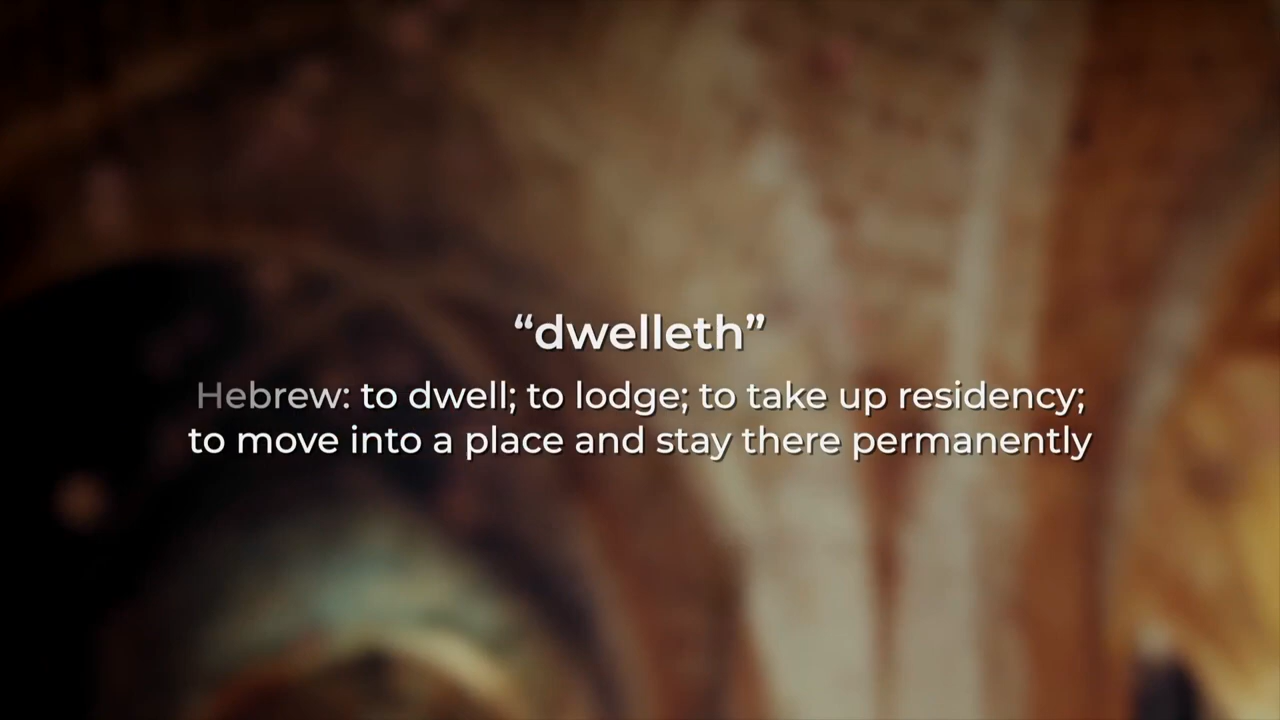 “dwelleth”
Hebrew: to dwell; to lodge; to take up residency;
to move into a place and stay there permanently